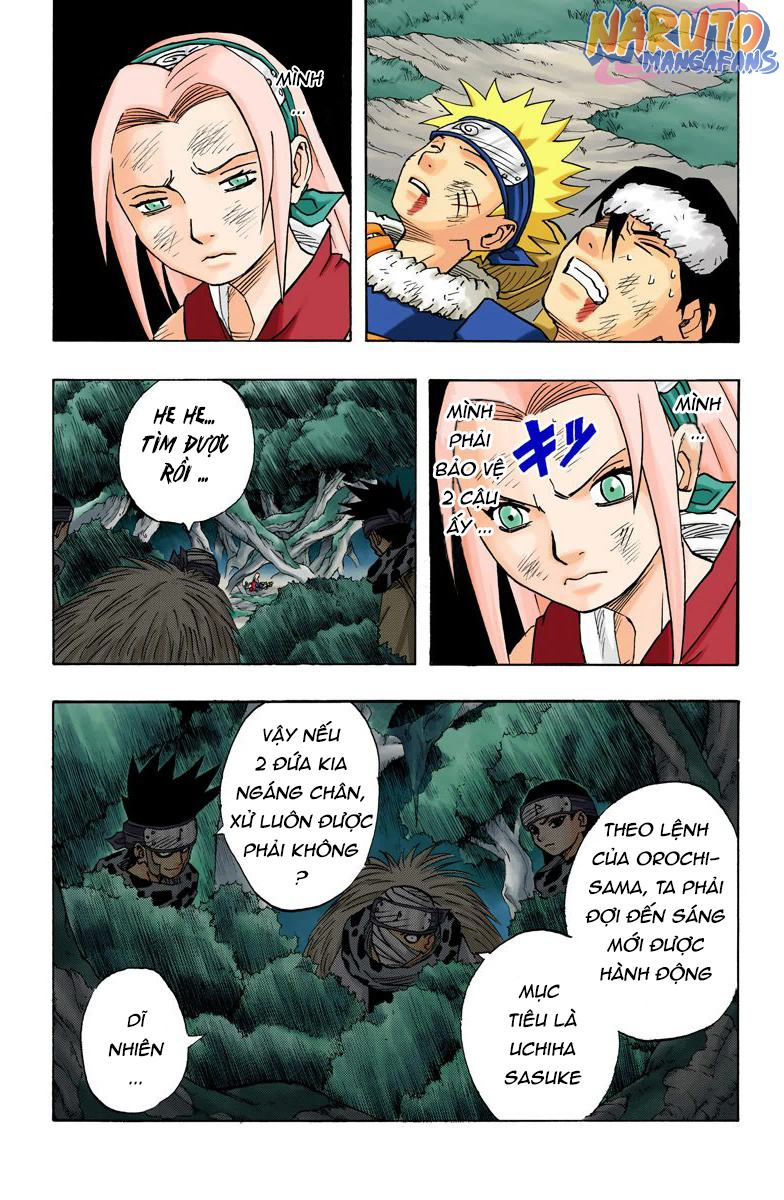 NARUTO
MANGAFANS
MÌNH
...
MÌNH
...
MÌNH
PHẢI
BẢO VỆ
2 CẬU
ẤY ...
キッ
HE HE...
TÌM ĐƯỢC
RỒI ...
THEO LỆNH
CỦA OROCHI-
SAMA, TA PHẢI
ĐỢI ĐẾN SÁNG
MỚI ĐƯỢC
HÀNH ĐỘNG
MỤC
TIÊU LÀ
UCHIHA
SASUKE
VẬY NẾU
2 ĐỨA KIA
NGÁNG CHÂN,
XỬ LUÔN ĐƯỢC
PHẢI KHÔNG
?
DĨ
NHIÊN
...